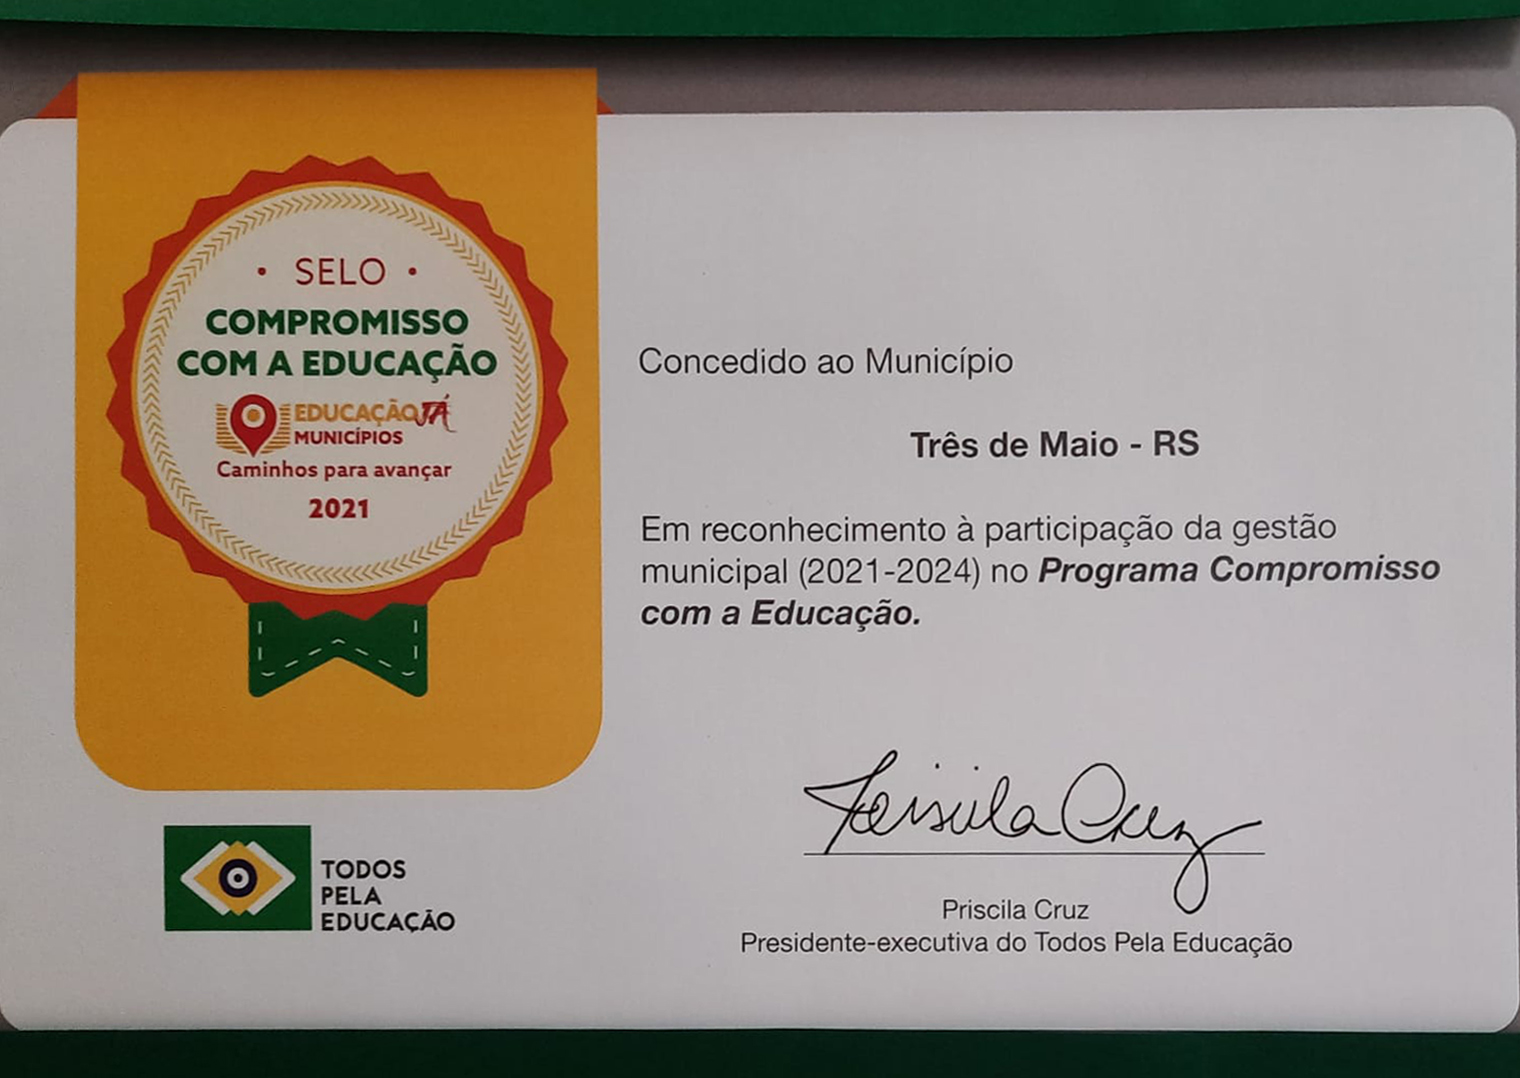 • SELO •
COMPROMISSO
COM A EDUCAÇÃO
EDUCAÇÃO JÁ
MUNICÍPIOS
Caminhos para avançar
2021
Concedido ao Município
Três de Maio - RS
Em reconhecimento à participação da gestão
municipal (2021-2024) no Programa Compromisso
com a Educação.
Priscila Cruz
Priscila Cruz
Presidente-executiva do Todos Pela Educação
TODOS
PELA
EDUCAÇÃO